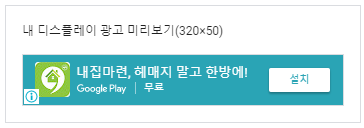 내 디스플레이 광고 미리보기(320×50)
내집마련, 헤매지 말고 한방에!
Google Play | 무료
설치